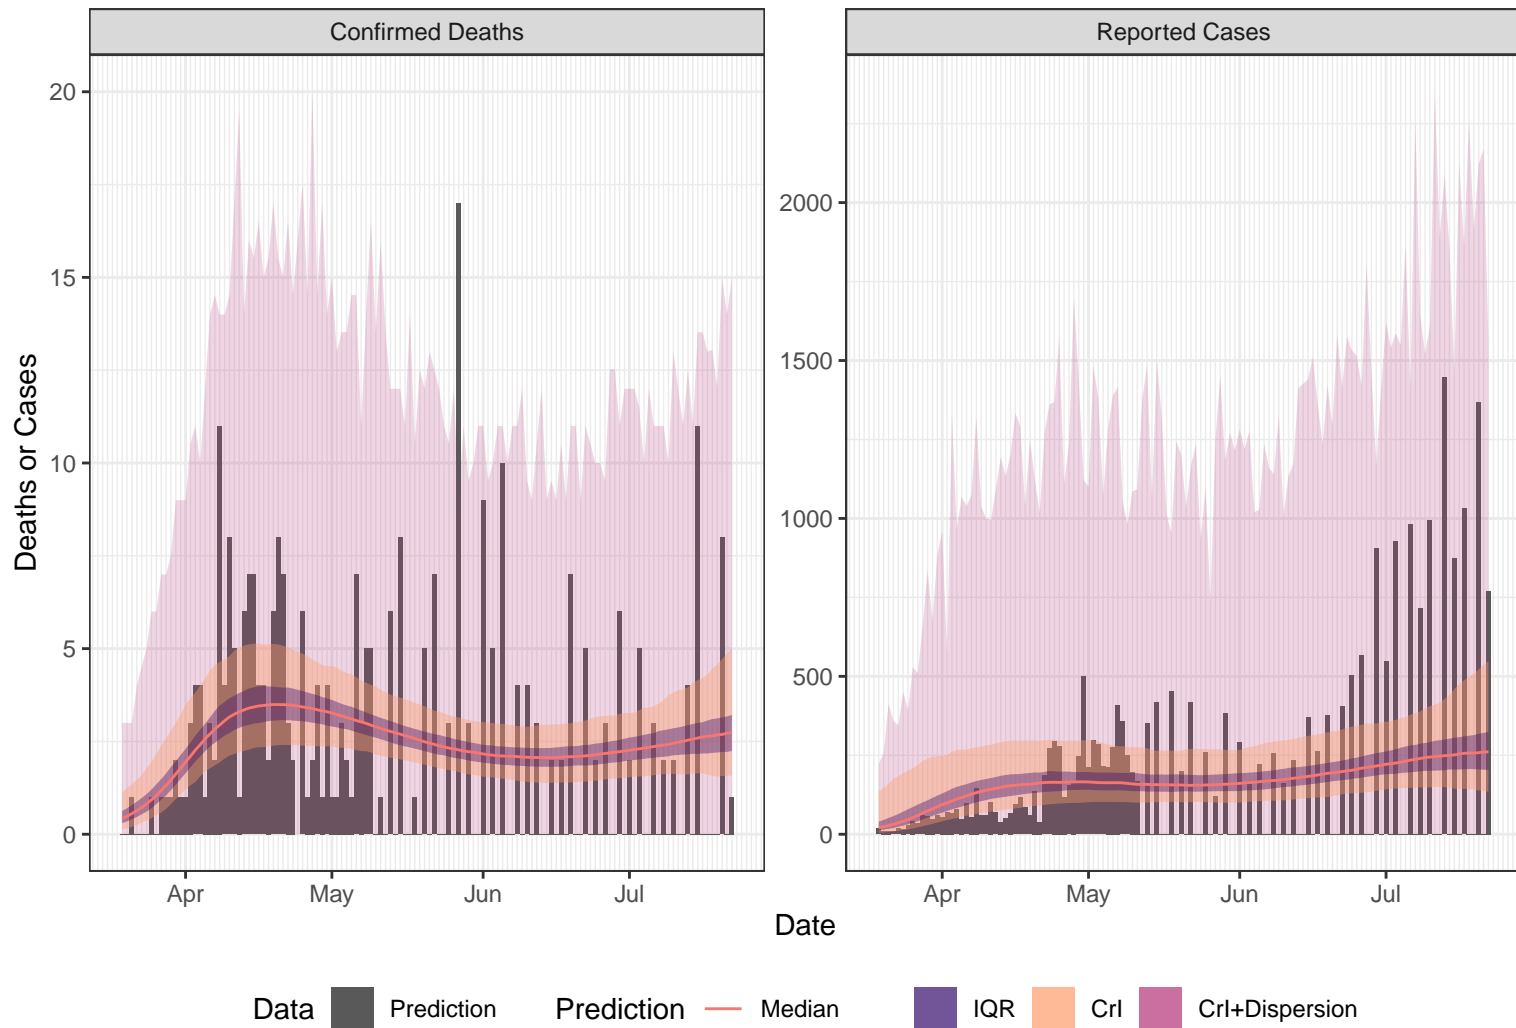 Confirmed Deaths
Reported Cases
Deaths or Cases
20
15
10
5
0
2000
1500
1000
500
0
Apr May Jun Jul
Apr May Jun Jul
Date
Data Prediction Prediction Median IQR CrI CrI+Dispersion